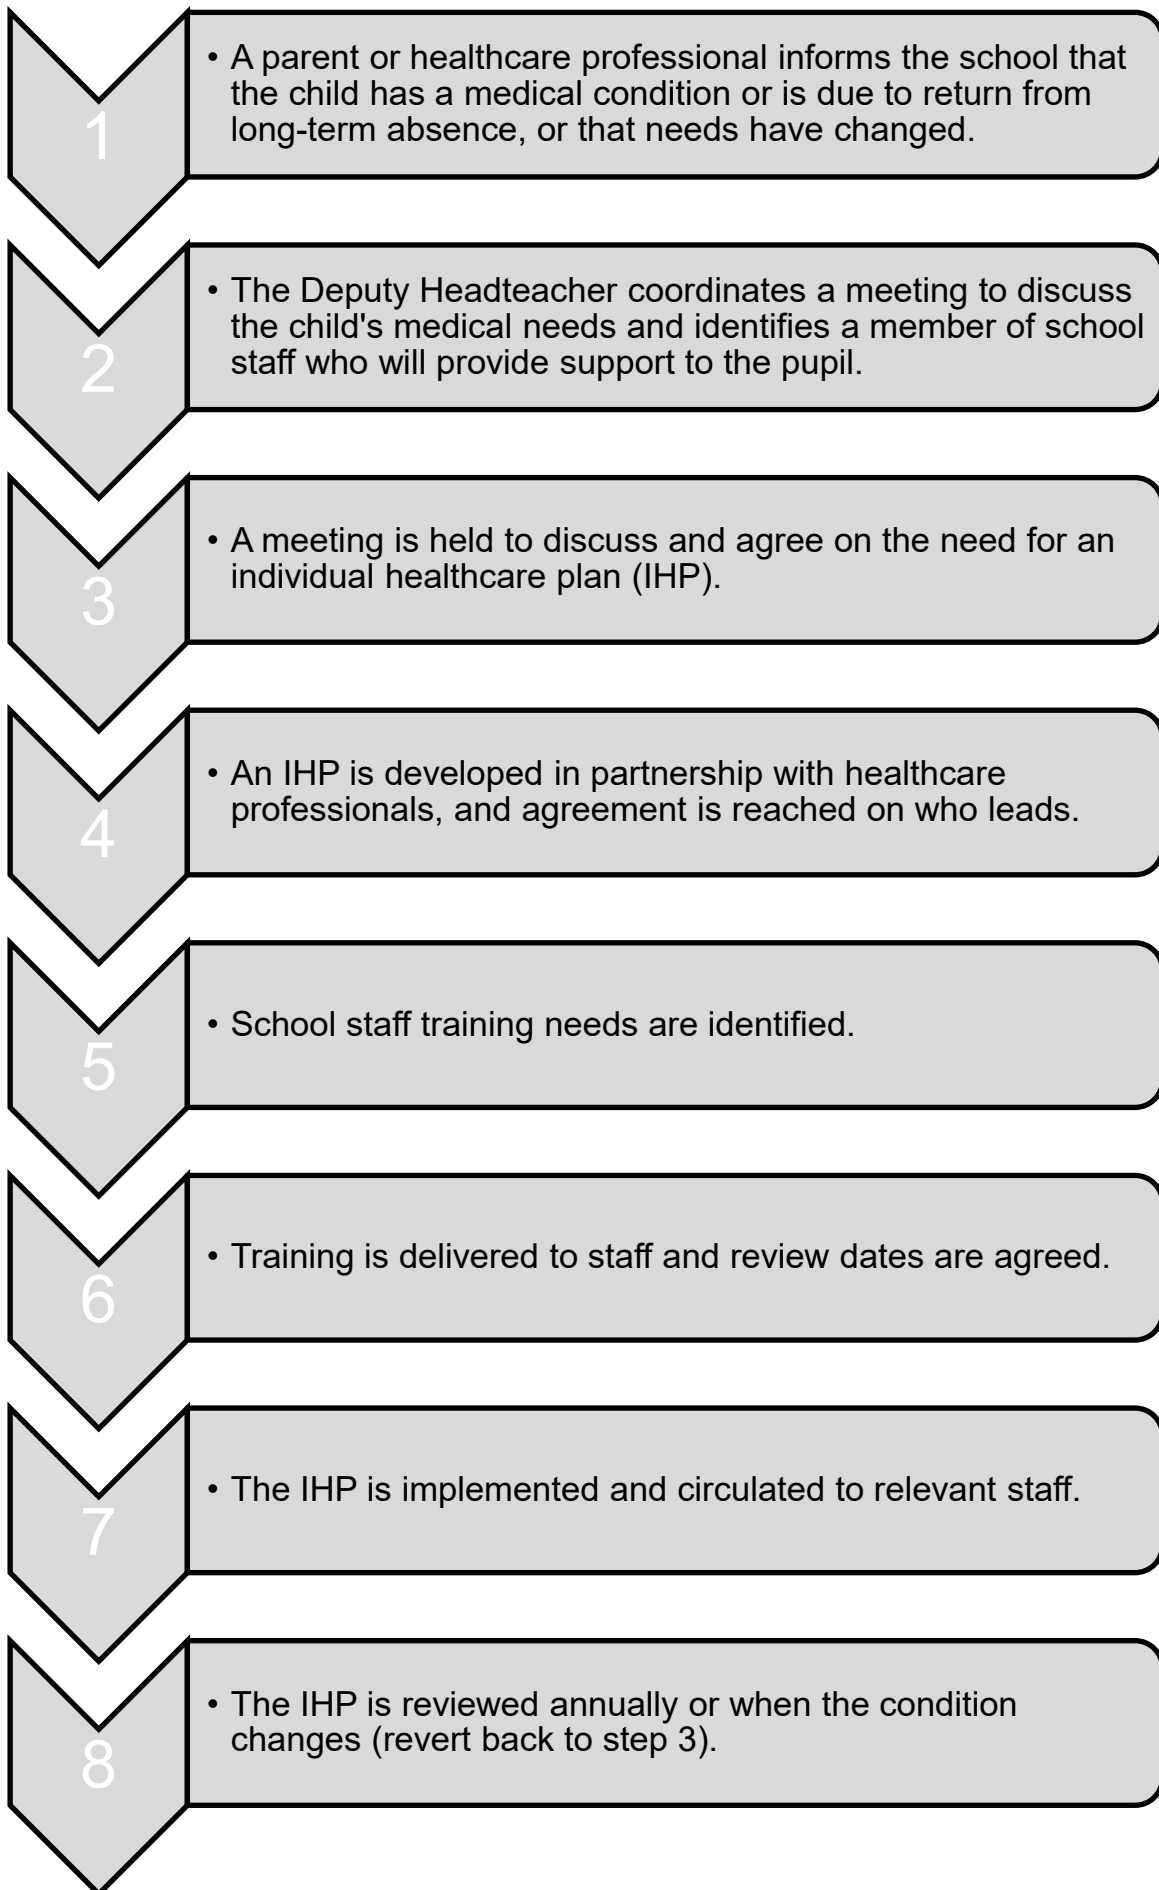 1
• A parent or healthcare professional informs the school that
the child has a medical condition or is due to return from
long-term absence, or that needs have changed.
2
• The Deputy Headteacher coordinates a meeting to discuss
the child's medical needs and identifies a member of school
staff who will provide support to the pupil.
3
• A meeting is held to discuss and agree on the need for an
individual healthcare plan (IHP).
4
• An IHP is developed in partnership with healthcare
professionals, and agreement is reached on who leads.
5
• School staff training needs are identified.
6
• Training is delivered to staff and review dates are agreed.
7
• The IHP is implemented and circulated to relevant staff.
8
• The IHP is reviewed annually or when the condition
changes (revert back to step 3).